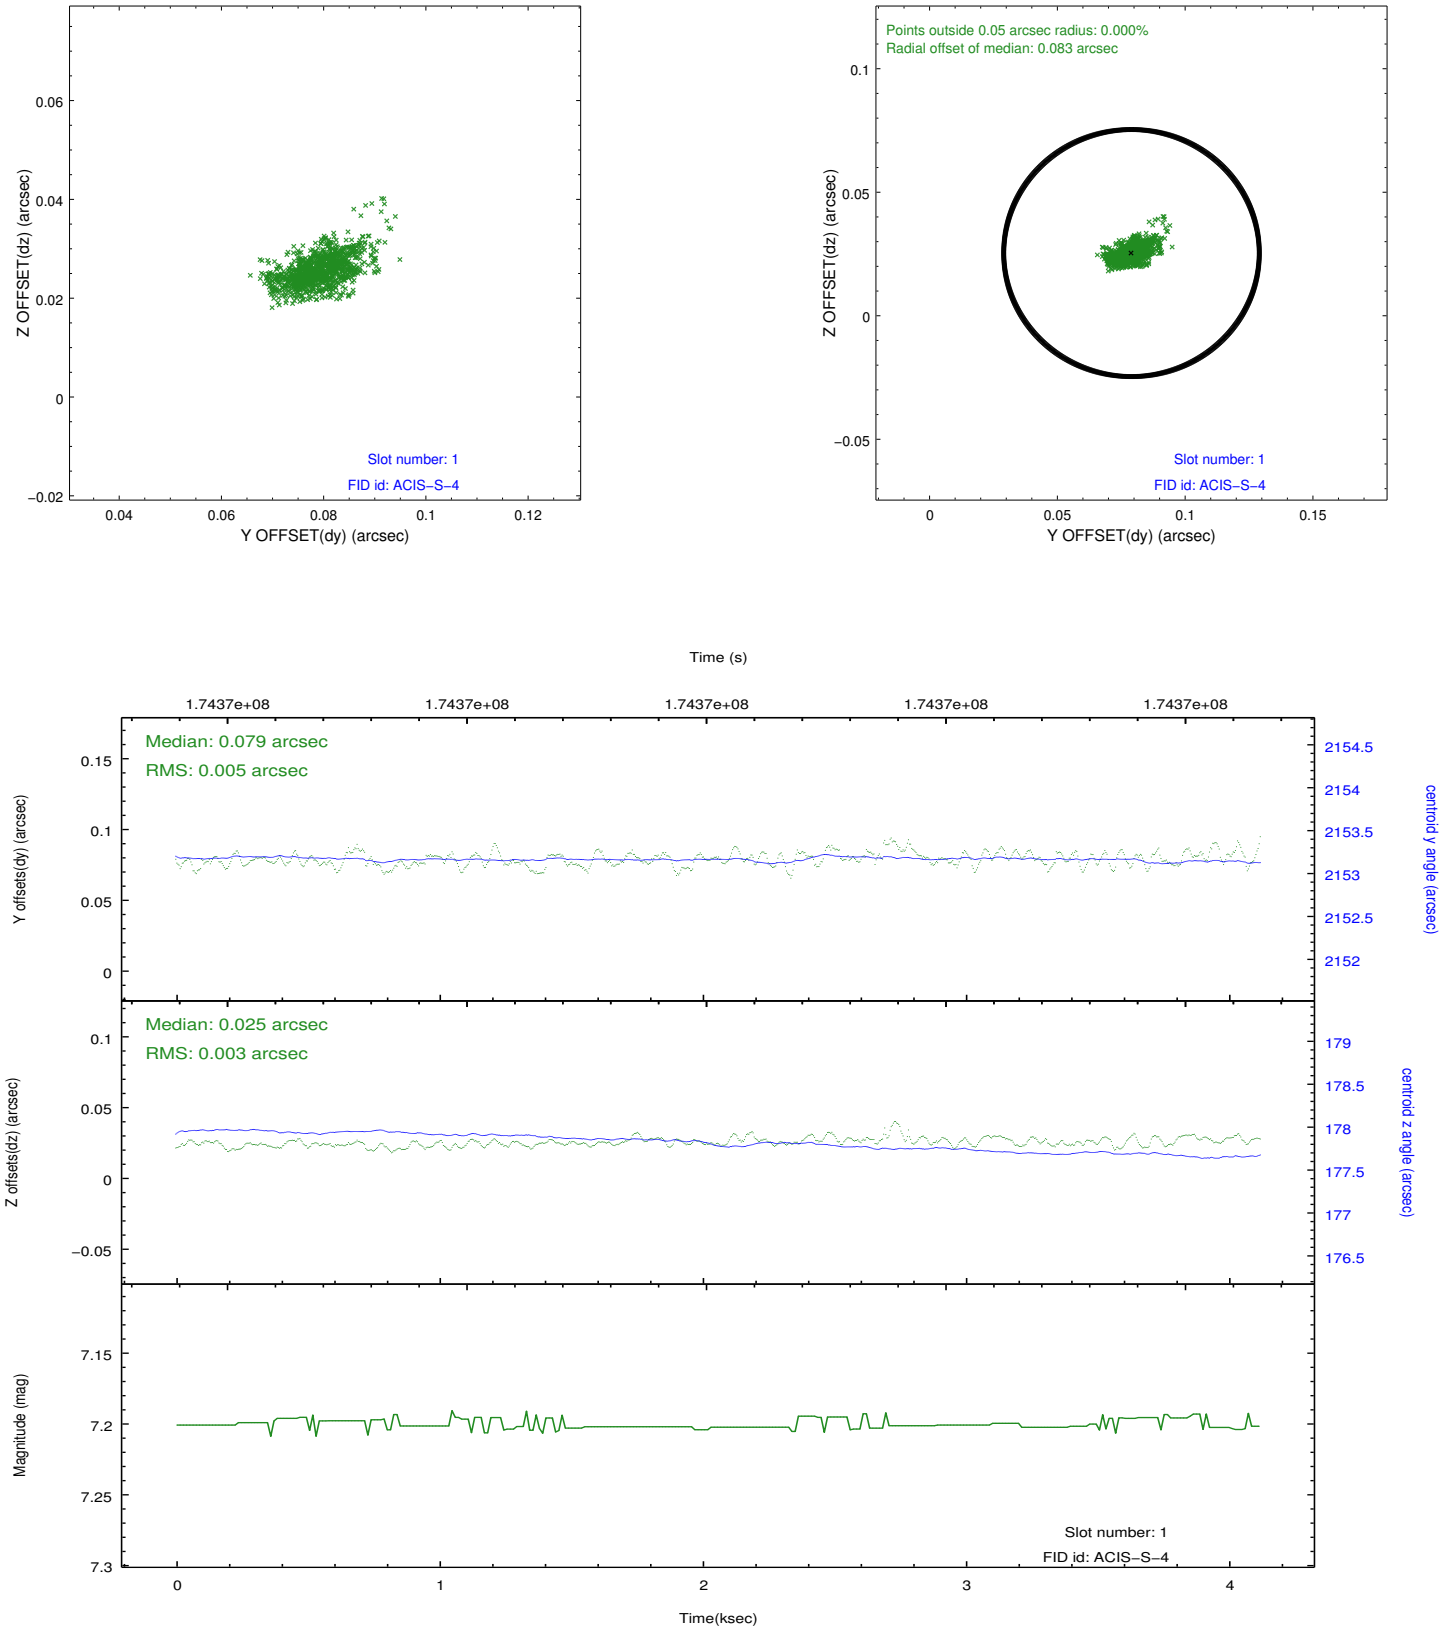 0.06
0.04
0.02
0
−0.02
Z OFFSET(dz) (arcsec)
Slot number: 1
FID id: ACIS−S−4
0.04 0.06 0.08 0.1 0.12
Y OFFSET(dy) (arcsec)
Points outside 0.05 arcsec radius: 0.000%
Radial offset of median: 0.083 arcsec
0.1
0.05
0
−0.05
Z OFFSET(dz) (arcsec)
Slot number: 1
FID id: ACIS−S−4
0 0.05 0.1 0.15
Y OFFSET(dy) (arcsec)
Time (s)
1.7437e+08 1.7437e+08 1.7437e+08 1.7437e+08 1.7437e+08
Median: 0.079 arcsec
RMS: 0.005 arcsec
0.15
0.1
0.05
0
Y offsets(dy) (arcsec)
2154.5
2154
2153.5
2153
2152.5
2152
centroid y angle (arcsec)
Median: 0.025 arcsec
RMS: 0.003 arcsec
0.1
0.05
0
−0.05
Z offsets(dz) (arcsec)
179
178.5
178
177.5
177
176.5
centroid z angle (arcsec)
7.15
7.2
7.25
7.3
Magnitude (mag)
Slot number: 1
FID id: ACIS−S−4
0 1 2 3 4
Time(ksec)